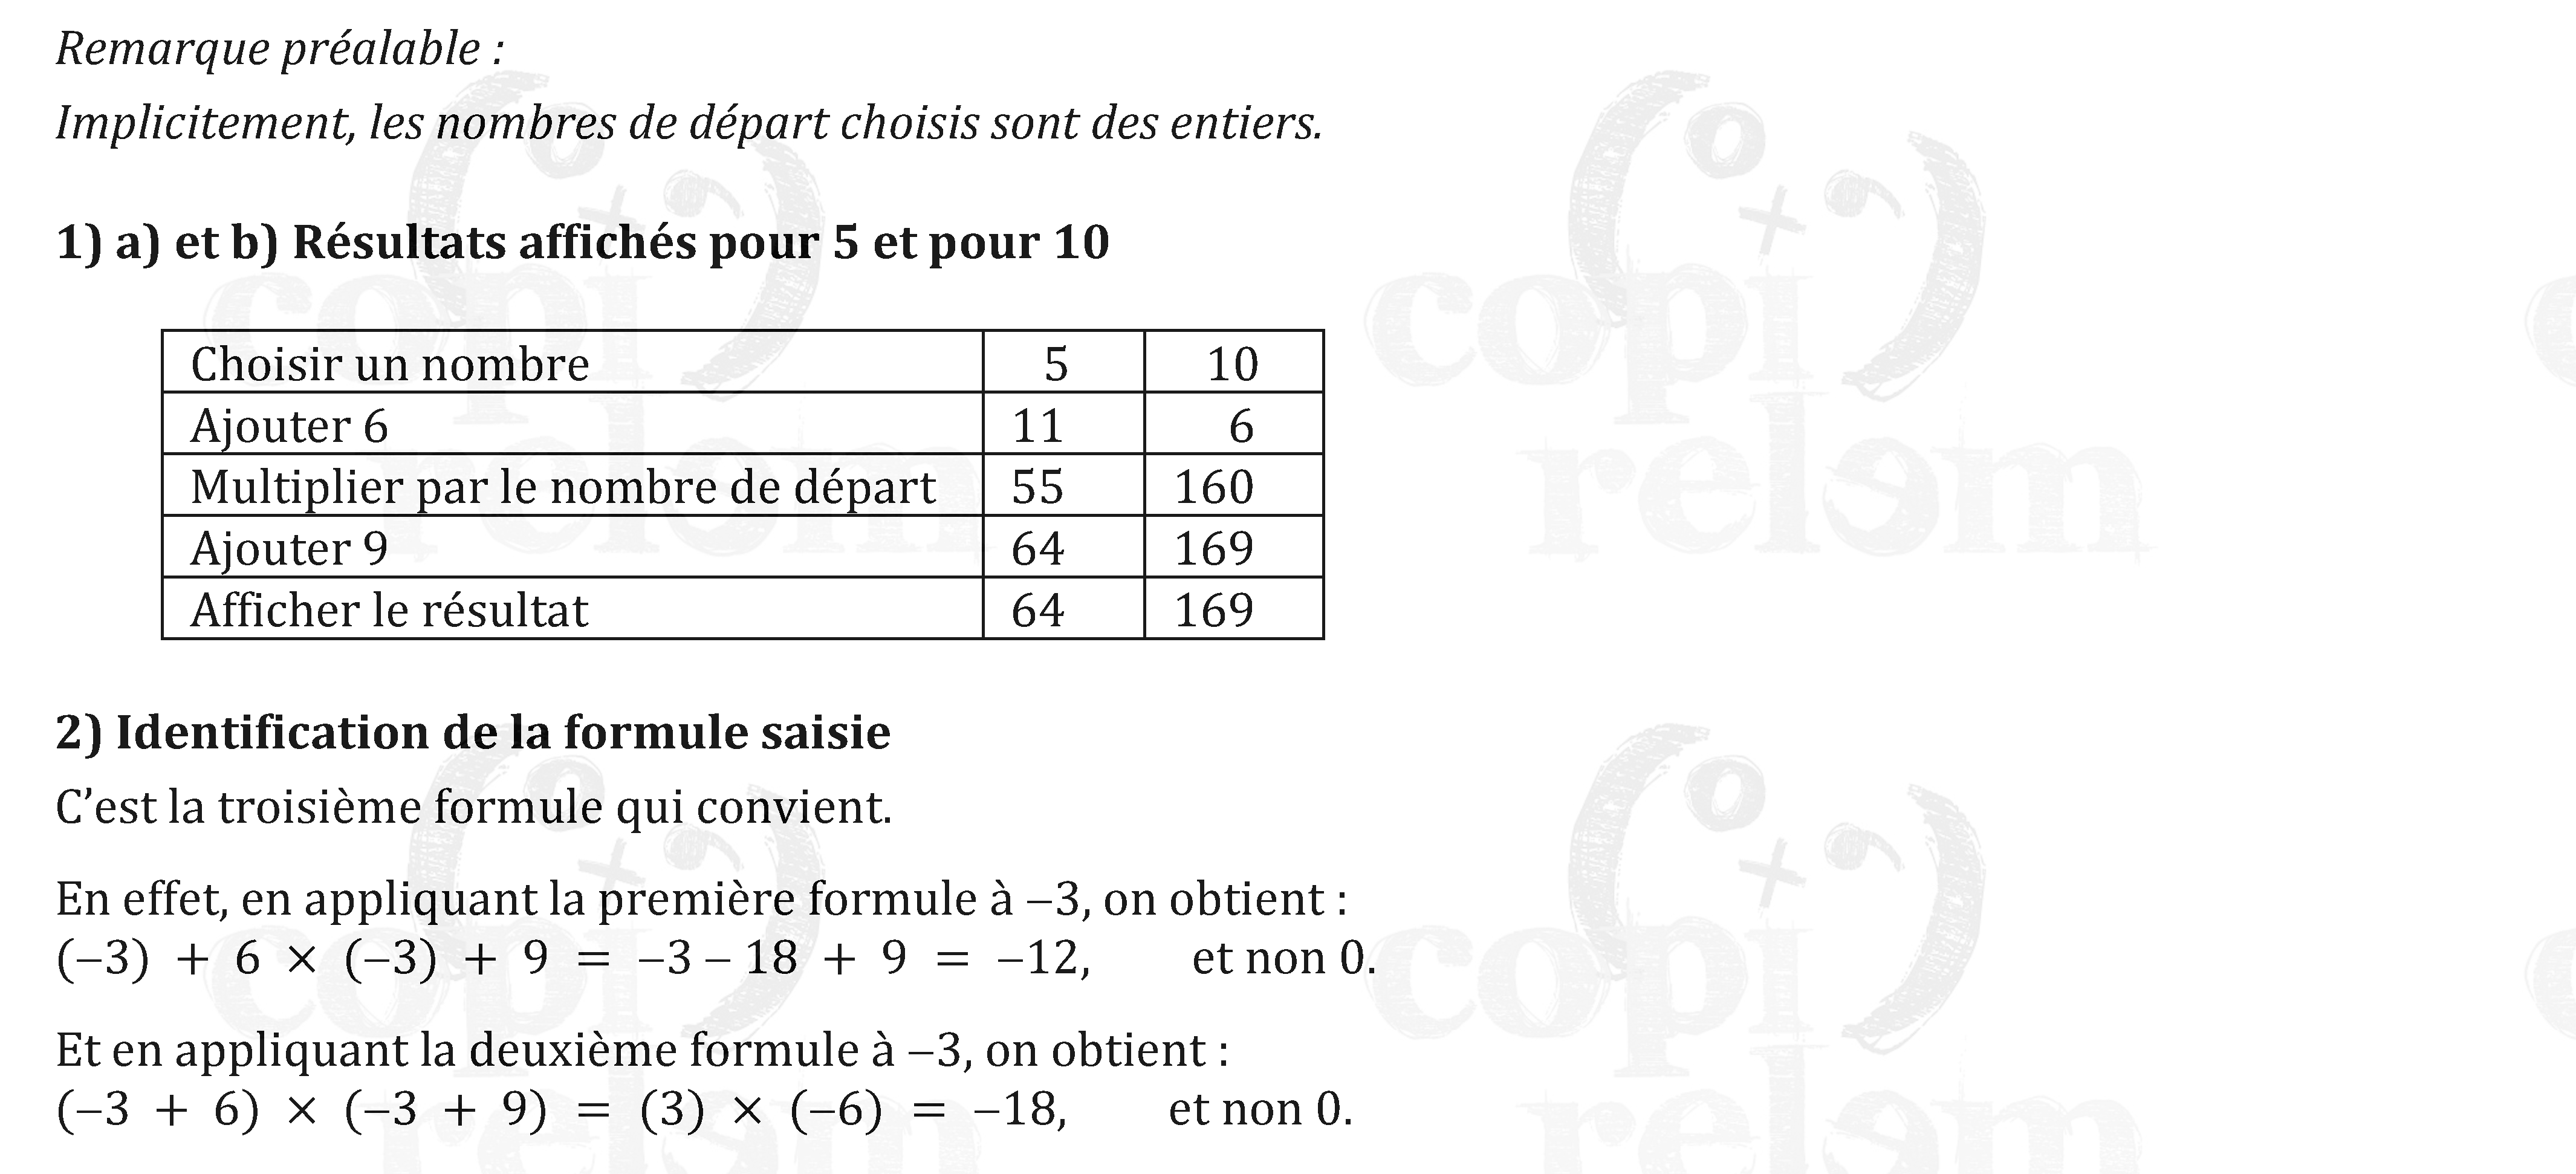 Remarque préalable :
Implicitement, les nombres de départ choisis sont des entiers.
1) a) et b) Résultats affichés pour 5 et pour 10
Choisir un nombre 5 10
Ajouter 6 11 6
Multiplier par le nombre de départ 55 160
Ajouter 9 64 169
Afficher le résultat 64 169
2) Identification de la formule saisie
C’est la troisième formule qui convient.
En effet, en appliquant la première formule à −3, on obtient :
(−3) + 6 × (−3) + 9 = −3 – 18 + 9 = −12, et non 0.
Et en appliquant la deuxième formule à −3, on obtient :
(−3 + 6) × (−3 + 9) = (3) × (−6) = −18, et non 0.
copi
relem
copi
relem
copi
relem
copi
relem